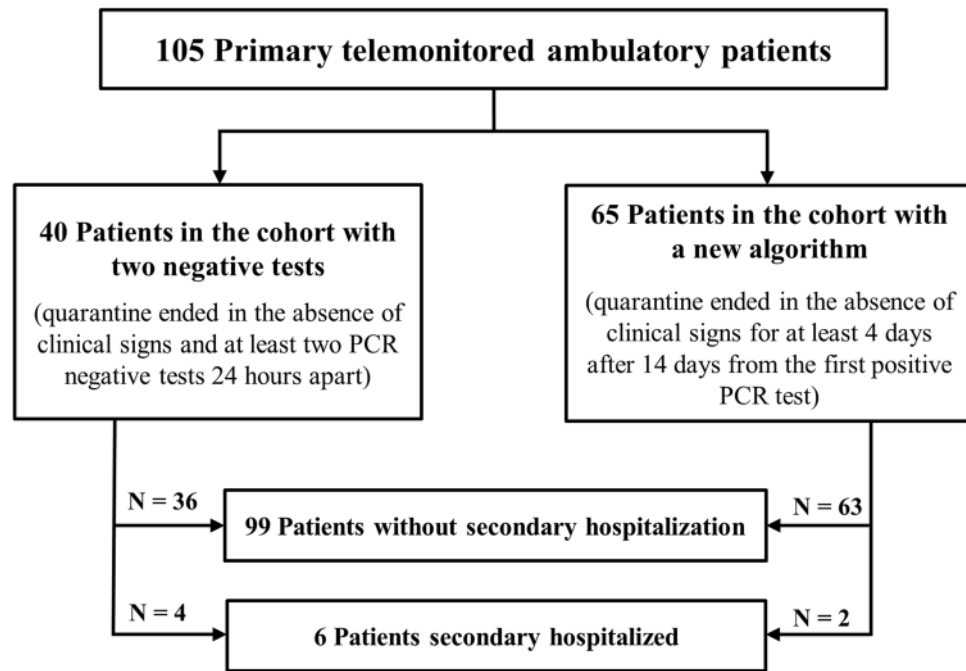 105 Primary telemonitored ambulatory patients
40 Patients in the cohort with
two negative tests
(quarantine ended in the absence of
clinical signs and at least two PCR
negative tests 24 hours apart)
65 Patients in the cohort with
a new algorithm
(quarantine ended in the absence of
clinical signs for at least 4 days
after 14 days from the first positive
PCR test)
N = 36
99 Patients without secondary hospitalization
N = 63
N = 4
6 Patients secondary hospitalized
N = 2